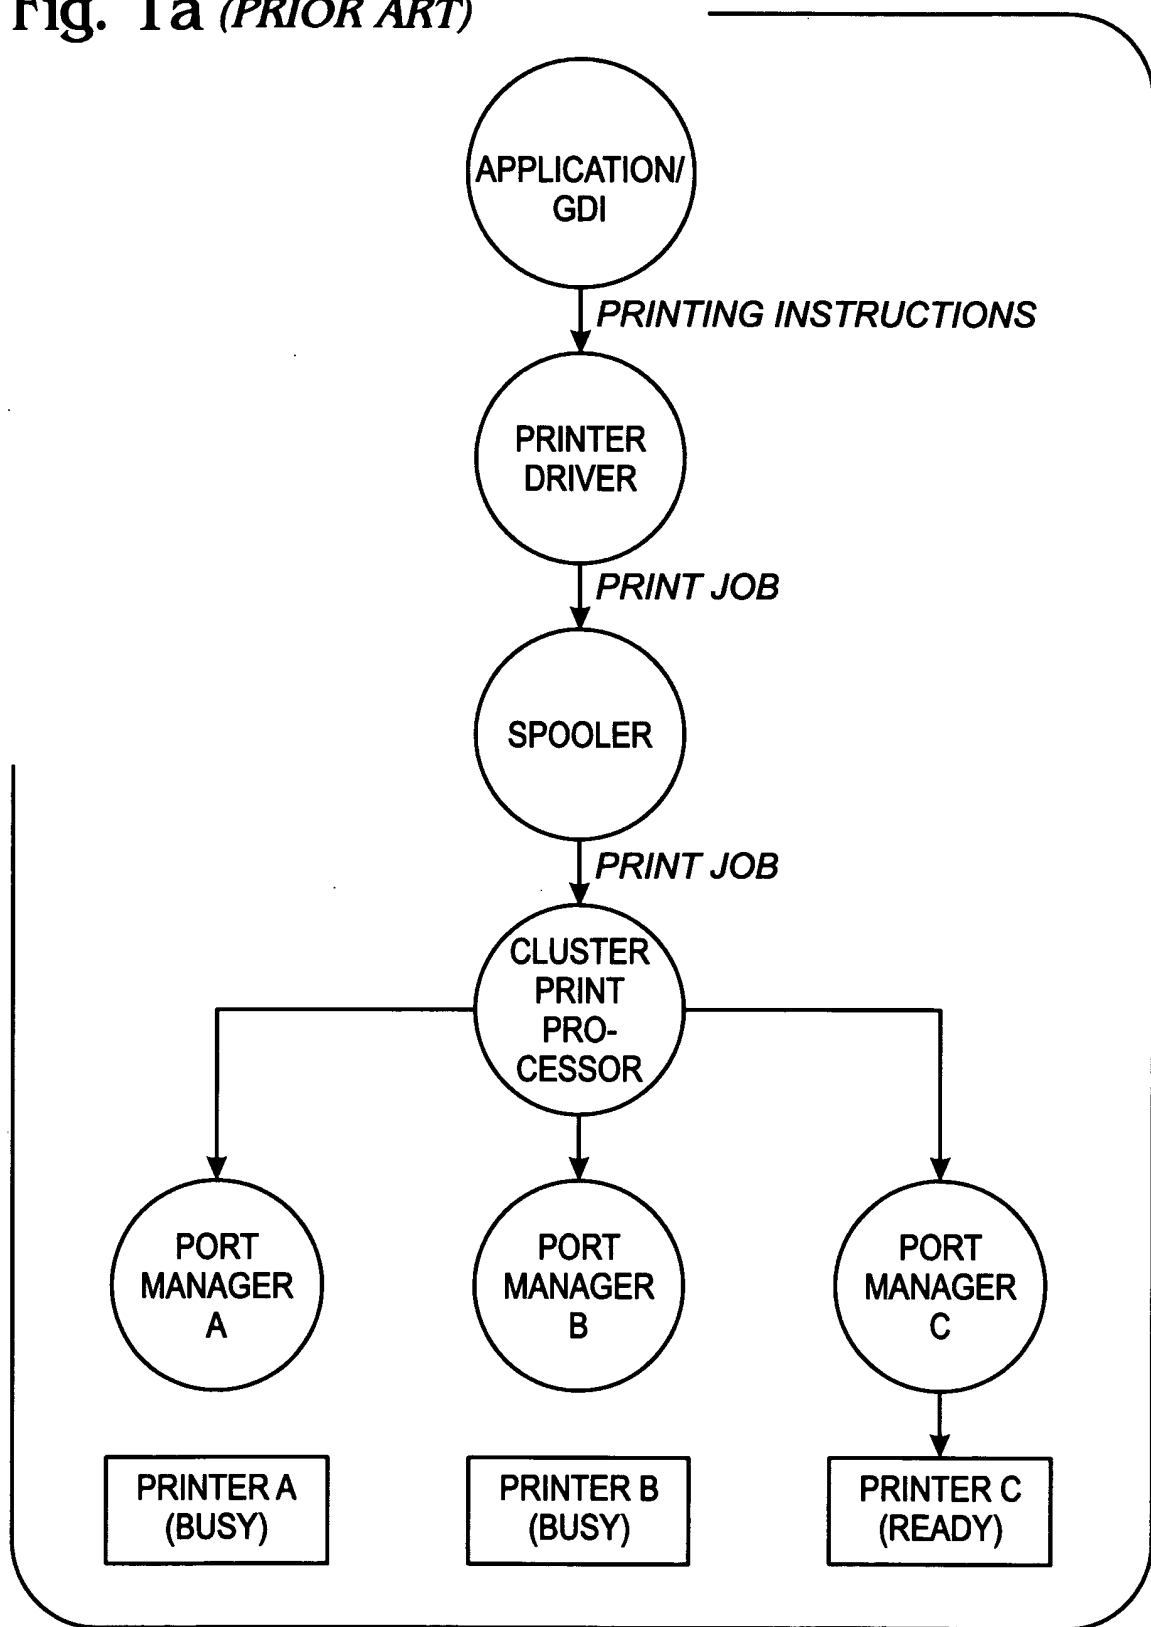 Fig. 1a (PRIOR ART)
APPLICATION/
GDI
PRINTING INSTRUCTIONS
PRINTER
DRIVER
PRINT JOB
SPOOLER
PRINT JOB
CLUSTER
PRINT
PRO-
CESSOR
PORT
MANAGER
A
PORT
MANAGER
B
PORT
MANAGER
C
PRINTER A
(BUSY)
PRINTER B
(BUSY)
PRINTER C
(READY)